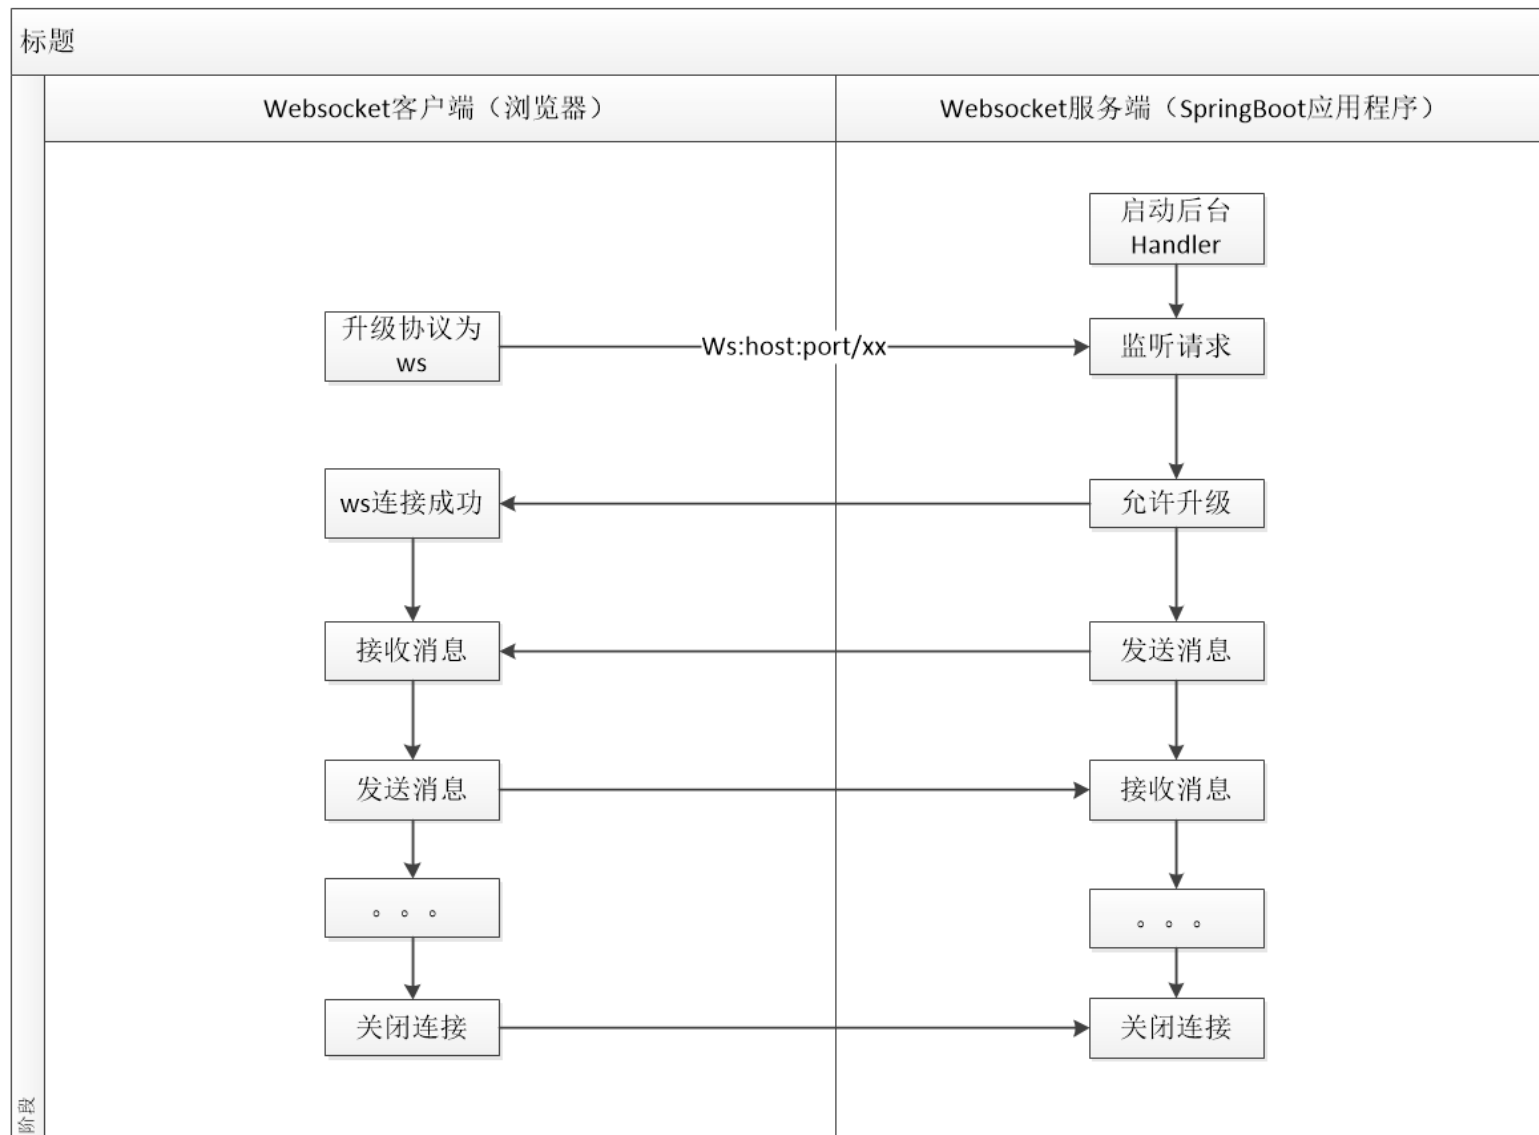 标题
Websocket客户端（浏览器）
Websocket服务端（SpringBoot应用程序）
启动后台
Handler
升级协议为
ws
Ws:host:port/xx
监听请求
ws连接成功
允许升级
接收消息
发送消息
发送消息
接收消息
。。。
。。。
关闭连接
关闭连接
阶段